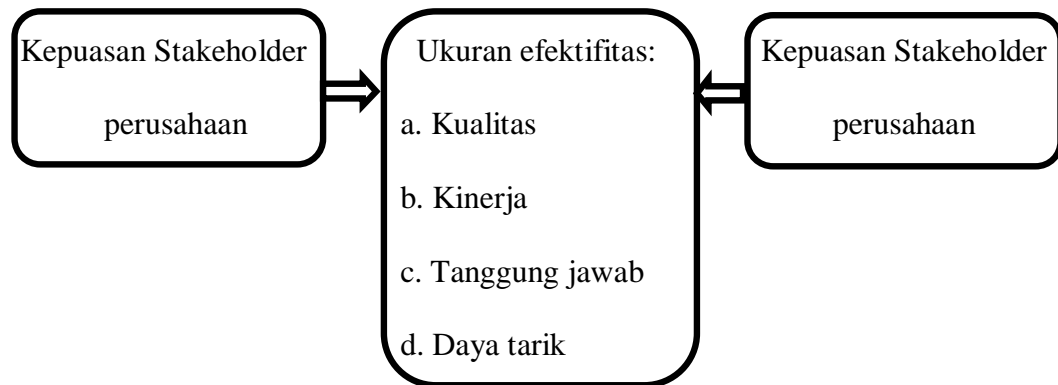 Kepuasan Stakeholder
perusahaan
Ukuran efektifitas:
a. Kualitas
b. Kinerja
c. Tanggung jawab
d. Daya tarik
Kepuasan Stakeholder
perusahaan